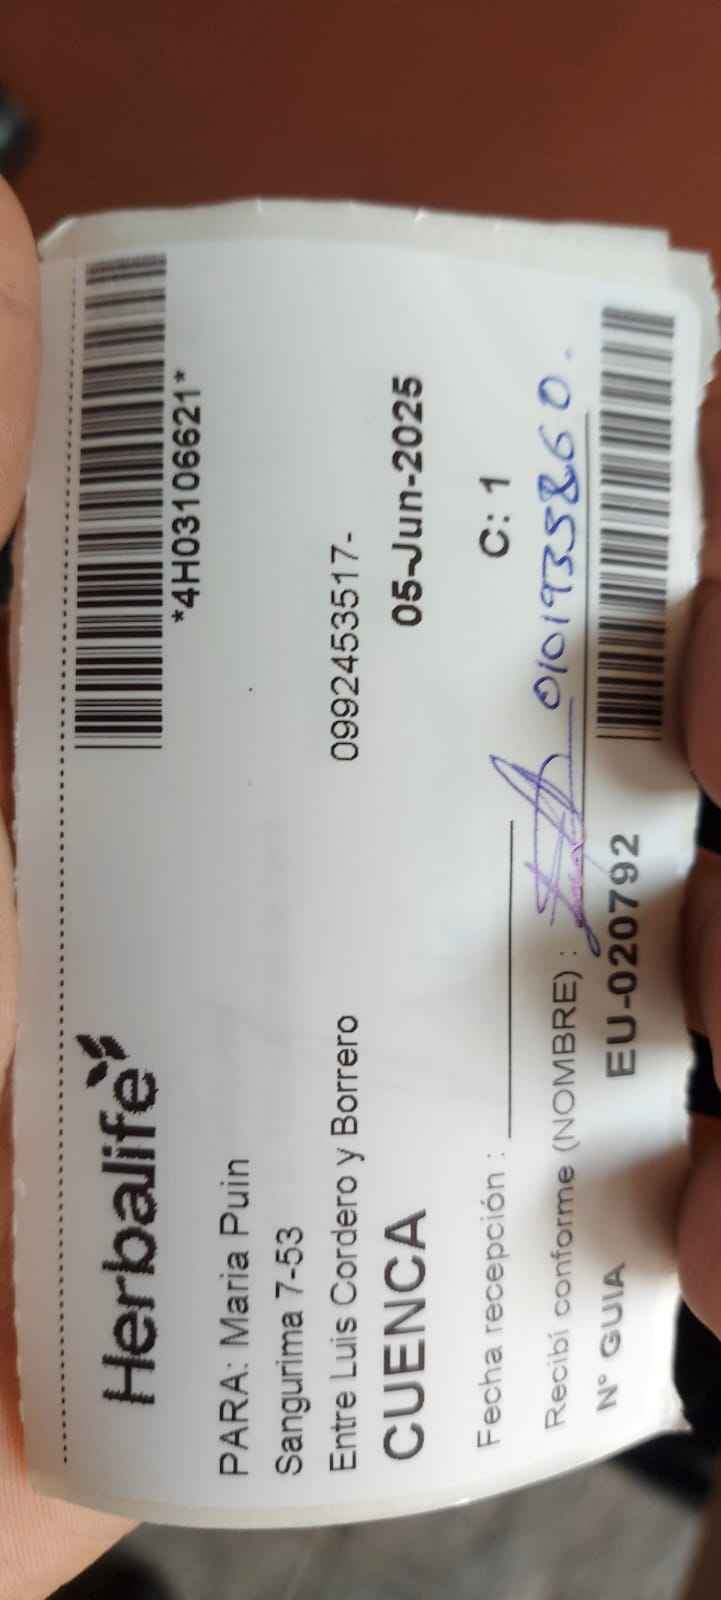 Herbalife
*4H03106621*
PARA: Maria Puin
Sangurima 7-53
Entre Luis Cordero y Borrero 0992453517-
CUENCA 05-Jun-2025
Fecha recepción : C: 1
Recibí conforme (NOMBRE) : 0101935860.
N° GUIA EU-020792